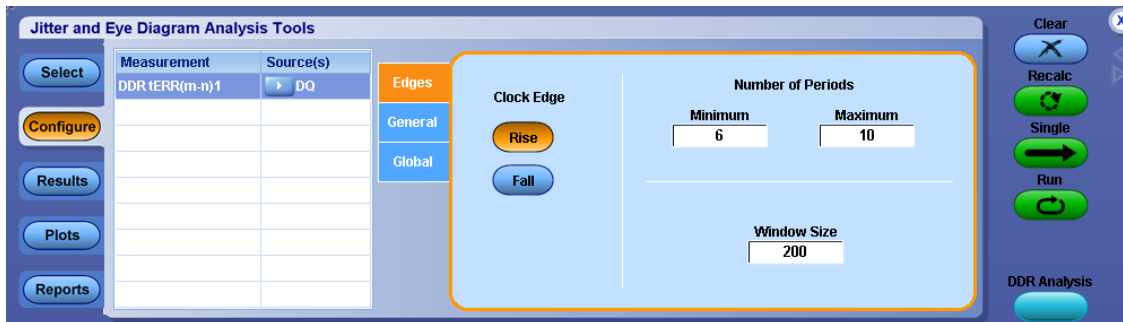 Jitter and Eye Diagram Analysis Tools
Select
Configure
Results
Plots
Reports
Measurement Source(s)
DDR tERR(m-n)1 DQ
Edges
General
Global
Clock Edge
Rise
Fall
Number of Periods
Minimum Maximum
6 10
Window Size
200
Clear
X
Recalc
Single
Run
DDR Analysis